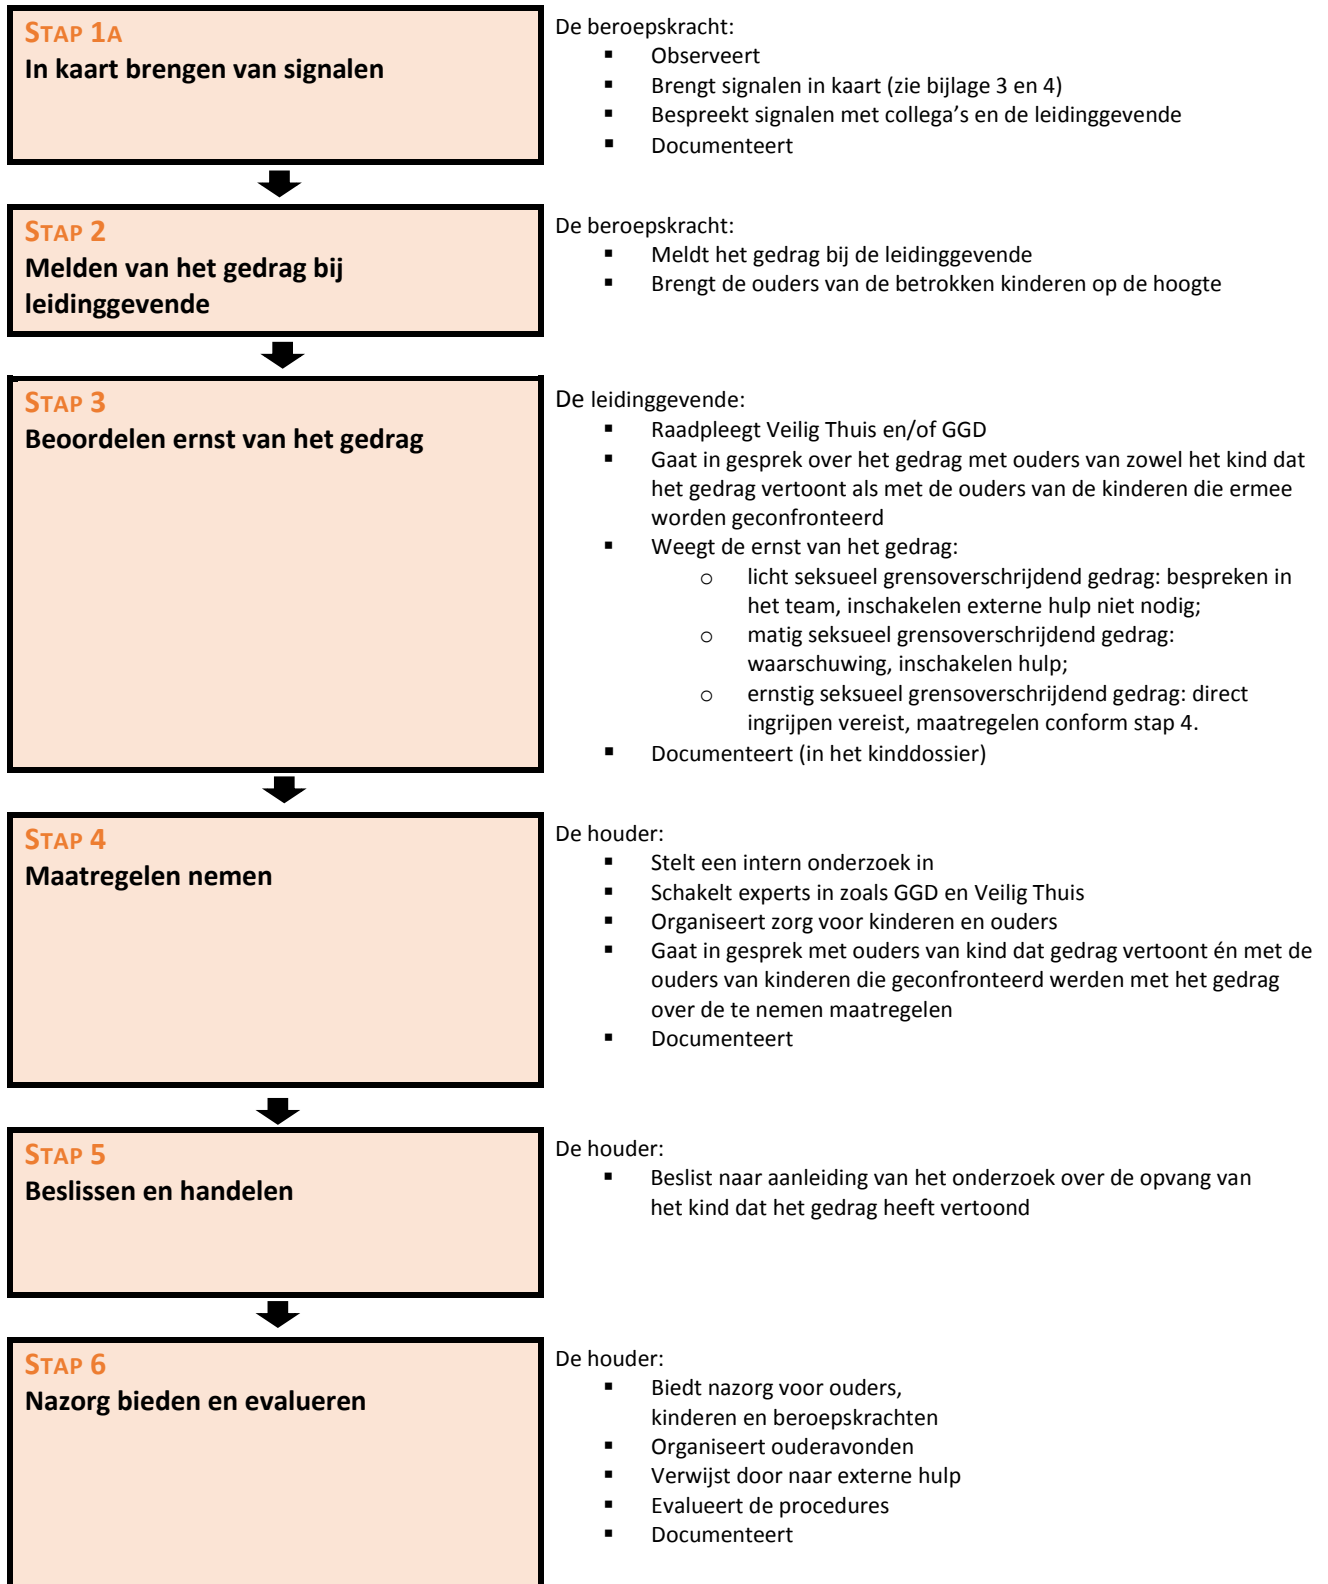 STAP 1A
In kaart brengen van signalen
De beroepskracht:
▪ Observeert
▪ Brengt signalen in kaart (zie bijlage 3 en 4)
▪ Bespreekt signalen met collega’s en de leidinggevende
▪ Documenteert
STAP 2
Melden van het gedrag bij
leidinggevende
De beroepskracht:
▪ Meldt het gedrag bij de leidinggevende
▪ Brengt de ouders van de betrokken kinderen op de hoogte
STAP 3
Beoordelen ernst van het gedrag
De leidinggevende:
▪ Raadpleegt Veilig Thuis en/of GGD
▪ Gaat in gesprek over het gedrag met ouders van zowel het kind dat
het gedrag vertoont als met de ouders van de kinderen die ermee
worden geconfronteerd
▪ Weegt de ernst van het gedrag:
o licht seksueel grensoverschrijdend gedrag: bespreken in
het team, inschakelen externe hulp niet nodig;
o matig seksueel grensoverschrijdend gedrag:
waarschuwing, inschakelen hulp;
o ernstig seksueel grensoverschrijdend gedrag: direct
ingrijpen vereist, maatregelen conform stap 4.
▪ Documenteert (in het kinddossier)
STAP 4
Maatregelen nemen
De houder:
▪ Stelt een intern onderzoek in
▪ Schakelt experts in zoals GGD en Veilig Thuis
▪ Organiseert zorg voor kinderen en ouders
▪ Gaat in gesprek met ouders van kind dat gedrag vertoont én met de
ouders van kinderen die geconfronteerd werden met het gedrag
over de te nemen maatregelen
▪ Documenteert
STAP 5
Beslissen en handelen
De houder:
▪ Beslist naar aanleiding van het onderzoek over de opvang van
het kind dat het gedrag heeft vertoond
STAP 6
Nazorg bieden en evalueren
De houder:
▪ Biedt nazorg voor ouders,
kinderen en beroepskrachten
▪ Organiseert ouderavonden
▪ Verwijst door naar externe hulp
▪ Evalueert de procedures
▪ Documenteert